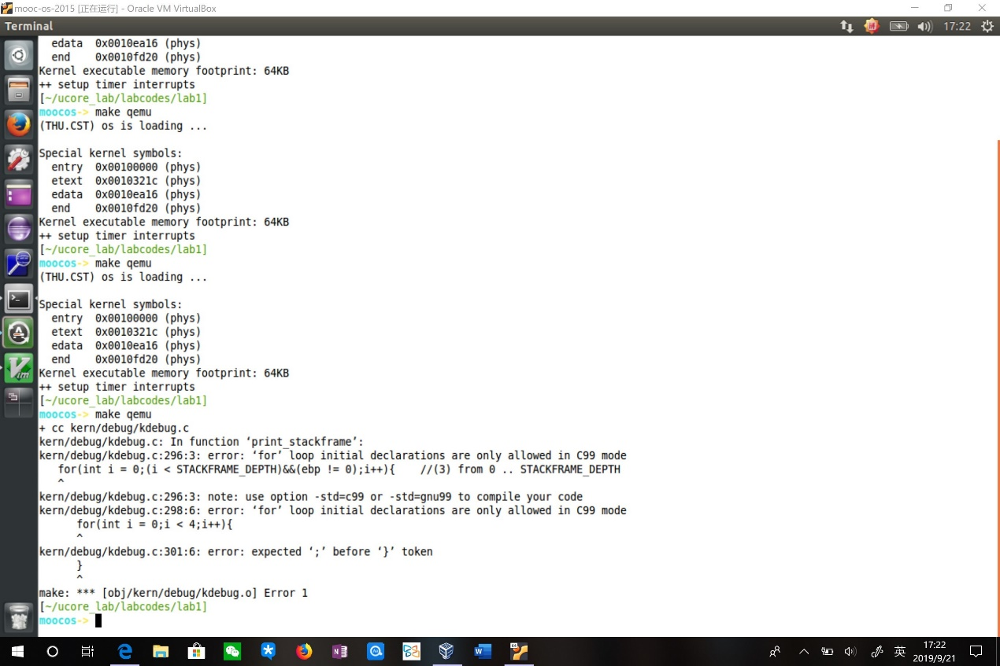 mooc-os-2015 [正在运行] - Oracle VM VirtualBox
Terminal
17:22
edata 0x0010ea16 (phys)
end 0x0010fd20 (phys)
Kernel executable memory footprint: 64KB
++ setup timer interrupts
[~/ucore_lab/labcodes/lab1]
moocos-> make qemu
(THU.CST) os is loading ...
Special kernel symbols:
entry 0x00100000 (phys)
etext 0x0010321c (phys)
edata 0x0010ea16 (phys)
end 0x0010fd20 (phys)
Kernel executable memory footprint: 64KB
++ setup timer interrupts
[~/ucore_lab/labcodes/lab1]
moocos-> make qemu
(THU.CST) os is loading ...
Special kernel symbols:
entry 0x00100000 (phys)
etext 0x0010321c (phys)
edata 0x0010ea16 (phys)
end 0x0010fd20 (phys)
Kernel executable memory footprint: 64KB
++ setup timer interrupts
[~/ucore_lab/labcodes/lab1]
moocos-> make qemu
+ cc kern/debug/kdebug.c
kern/debug/kdebug.c: In function ‘print_stackframe’:
kern/debug/kdebug.c:296:3: error: ‘for’ loop initial declarations are only allowed in C99 mode
for(int i = 0;(i < STACKFRAME_DEPTH)&&(ebp != 0);i++){ //(3) from 0 .. STACKFRAME_DEPTH
^
kern/debug/kdebug.c:296:3: note: use option -std=c99 or -std=gnu99 to compile your code
kern/debug/kdebug.c:298:6: error: ‘for’ loop initial declarations are only allowed in C99 mode
for(int i = 0;i < 4;i++){
^
kern/debug/kdebug.c:301:6: error: expected ‘;’ before ‘}’ token
}
^
make: *** [obj/kern/debug/kdebug.o] Error 1
[~/ucore_lab/labcodes/lab1]
moocos->
英
17:22
2019/9/21